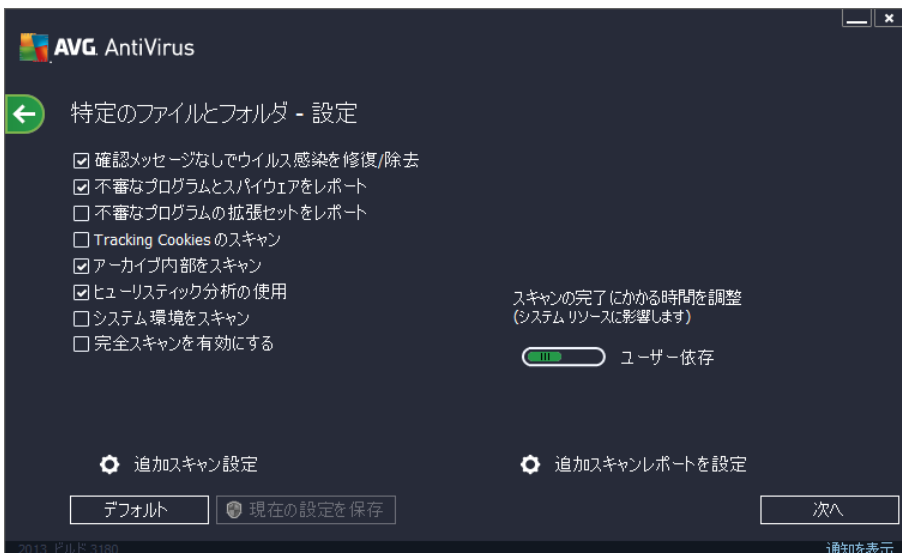 AVG. AntiVirus
特定のファイルとフォルダ - 設定
確認メッセージなしでウイルス感染を修復/除去
不審なプログラムとスパイウェアをレポート
不審なプログラムの拡張セットをレポート
Tracking Cookies のスキャン
アーカイブ内部をスキャン
ヒューリスティック分析の使用
システム環境をスキャン
完全スキャンを有効にする
スキャンの完了にかかる時間を調整
(システム リソースに影響します)
ユーザー依存
追加スキャン設定
追加スキャンレポートを設定
デフォルト
現在の設定を保存
次へ
2013 ビルド 3180
通知を表示